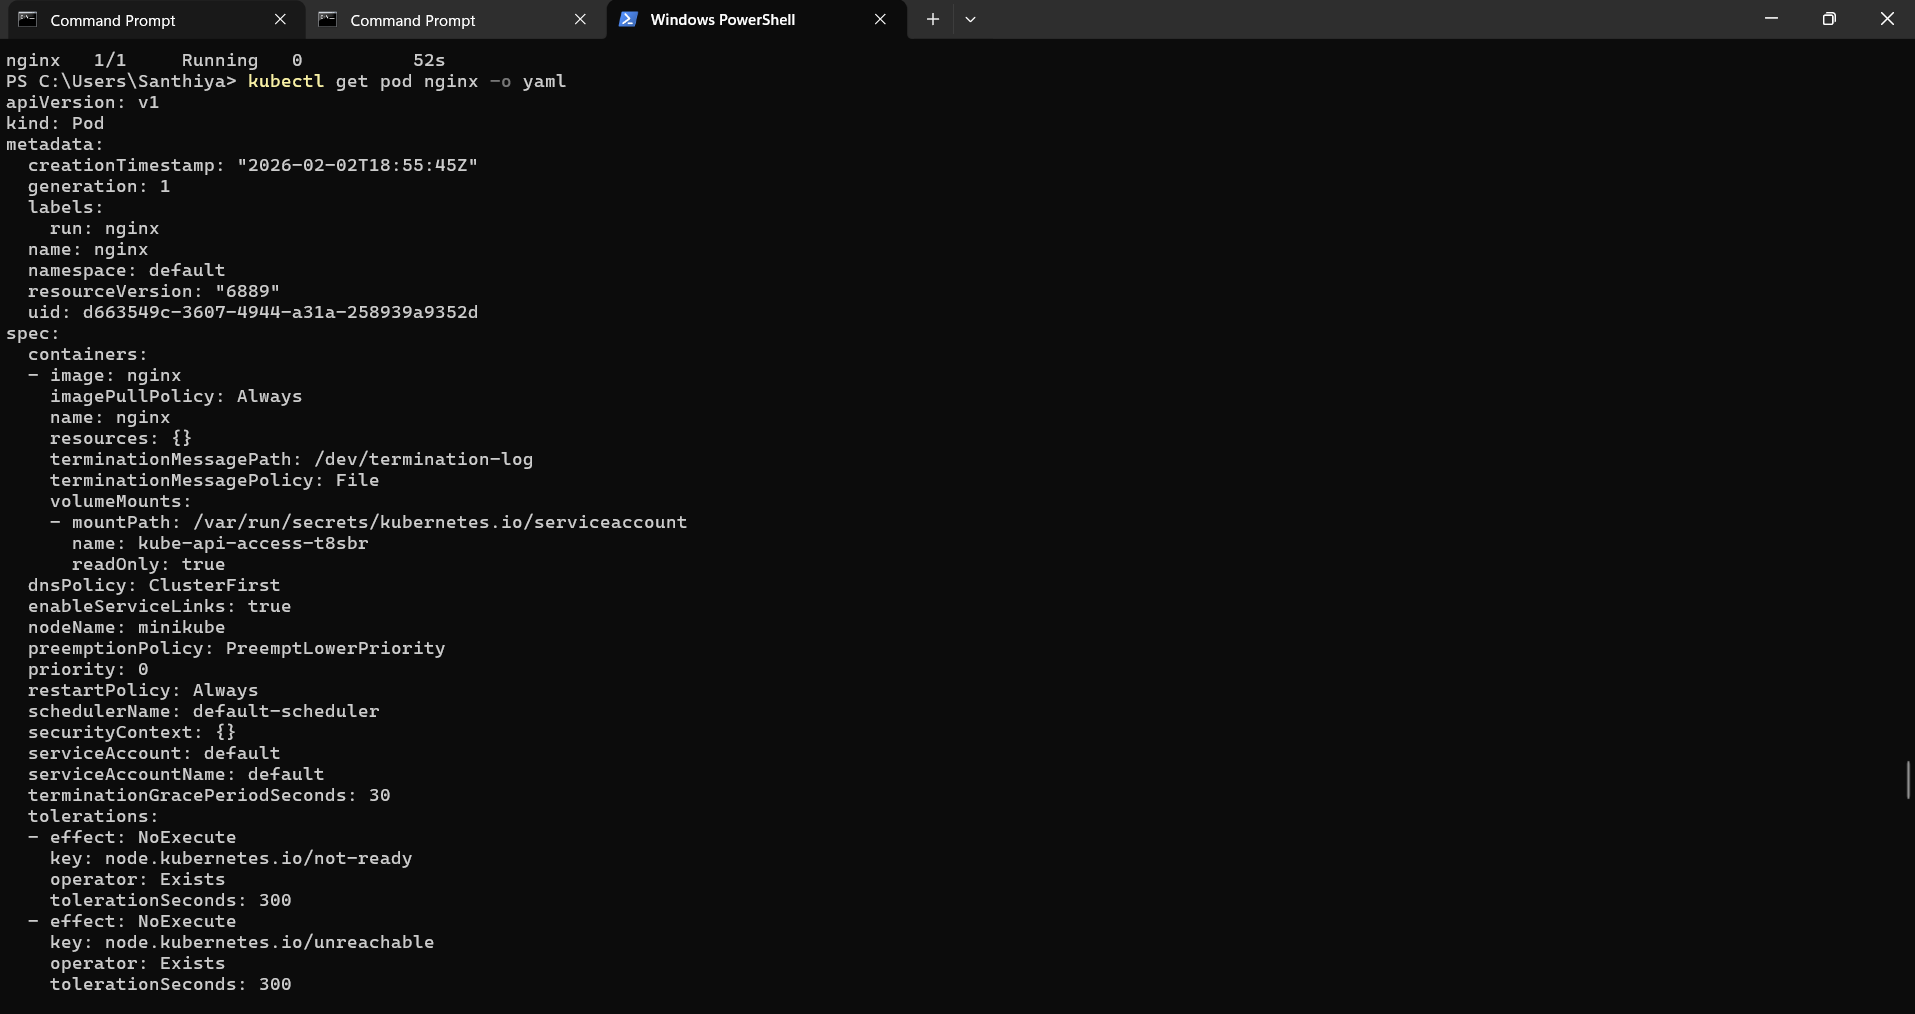 Command Prompt
Command Prompt
Windows PowerShell
nginx   1/1     Running   0          52s
PS C:\Users\Santhiya> kubectl get pod nginx -o yaml
apiVersion: v1
kind: Pod
metadata:
  creationTimestamp: "2026-02-02T18:55:45Z"
  generation: 1
  labels:
    run: nginx
  name: nginx
  namespace: default
  resourceVersion: "6889"
  uid: d663549c-3607-4944-a31a-258939a9352d
spec:
  containers:
  - image: nginx
    imagePullPolicy: Always
    name: nginx
    resources: {}
    terminationMessagePath: /dev/termination-log
    terminationMessagePolicy: File
    volumeMounts:
    - mountPath: /var/run/secrets/kubernetes.io/serviceaccount
      name: kube-api-access-t8sbr
      readOnly: true
  dnsPolicy: ClusterFirst
  enableServiceLinks: true
  nodeName: minikube
  preemptionPolicy: PreemptLowerPriority
  priority: 0
  restartPolicy: Always
  schedulerName: default-scheduler
  securityContext: {}
  serviceAccount: default
  serviceAccountName: default
  terminationGracePeriodSeconds: 30
  tolerations:
  - effect: NoExecute
    key: node.kubernetes.io/not-ready
    operator: Exists
    tolerationSeconds: 300
  - effect: NoExecute
    key: node.kubernetes.io/unreachable
    operator: Exists
    tolerationSeconds: 300